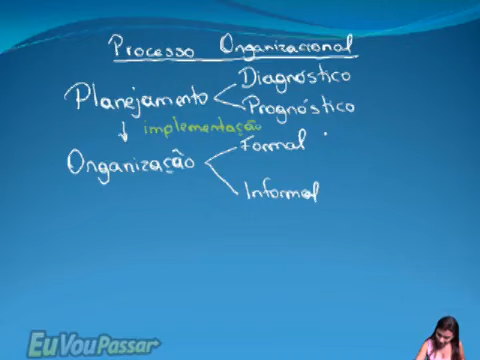 Processo Organizacional
Planejamento
Diagnóstico
Prognóstico
implementação
Organização
Formal
Informal
EuVouPassar